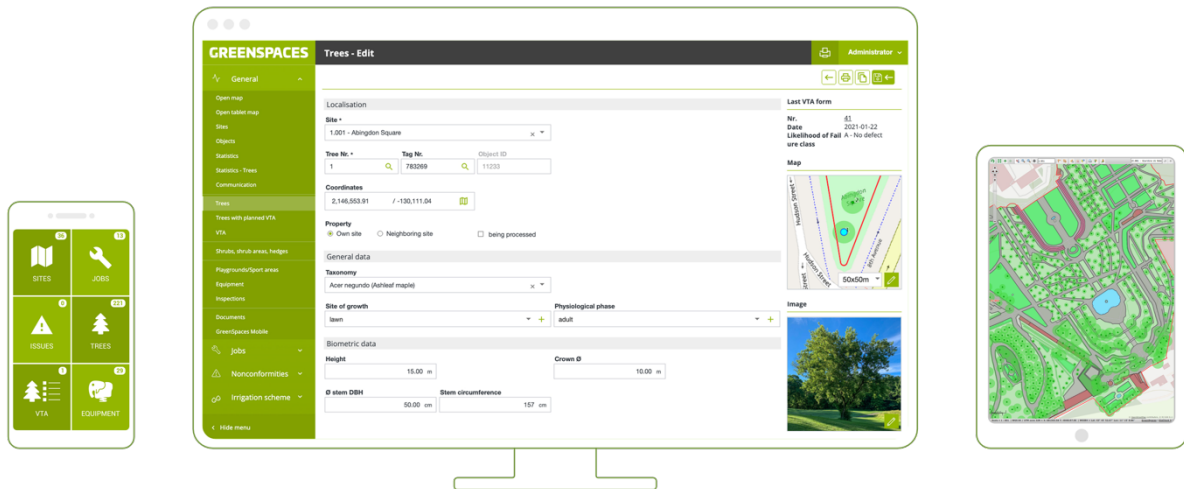 36
SITES
13
JOBS
0
ISSUES
221
TREES
1
VTA
29
EQUIPMENT
GREENSPACES
Trees - Edit
Administrator
General
Open map
Open tablet map
Sites
Objects
Statistics
Statistics - Trees
Communication
Trees
Trees with planned VTA
VTA
Shrubs, shrub areas, hedges
Playgrounds/Sport areas
Equipment
Inspections
Documents
GreenSpaces Mobile
Jobs
Nonconformities
Irrigation scheme
Hide menu
Localisation
Site •
1.001 - Abingdon Square
Tree Nr. •
Tag Nr.
Object ID
1
783269
11233
Coordinates
2,146,553.91 / -130,111.04
Property
Own site
Neighboring site
being processed
General data
Taxonomy
Acer negundo (Ashleaf maple)
Site of growth
Physiological phase
lawn
adult
Biometric data
Height
Crown Ø
15.00 m
10.00 m
Ø stem DBH
Stem circumference
50.00 cm
157 cm
Last VTA form
Nr. 41
Date 2021-01-22
Likelihood of Fail A - No defect
ure class
Map
Abingdon
Square
Hudson Street
Hudson Street
8th Avenue
50x50m
Image